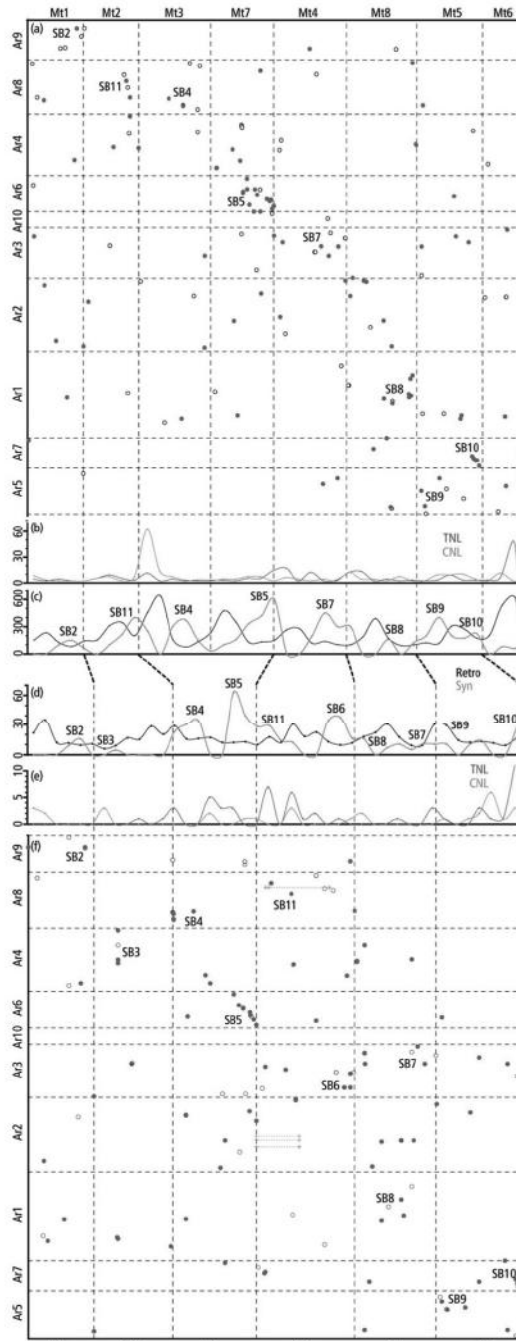 Mt1 Mt2 Mt3 Mt7 Mt4 Mt8 Mt5 Mt6
(a)
Ar9
SB2
Ar8
SB11 SB4
Ar4
Ar6
SB5
Ar10
Ar3
SB7
Ar2
Ar1
SB8
Ar7
SB10
Ar5
SB9
(b)
60
30
0
TNL
CNL
(c)
600
300
0
SB2 SB11 SB4 SB5 SB7 SB8 SB9 SB10
Retro
Syn
(d)
60
30
0
SB2 SB3 SB4 SB5 SB11 SB6 SB8 SB7 SB9 SB10
(e)
10
5
0
TNL
CNL
(f)
Ar9
SB2
Ar8
SB4 SB11
Ar4
SB3
Ar6
SB5
Ar10
Ar3
SB6 SB7
Ar2
Ar1
SB8
Ar7
SB10
Ar5
SB9